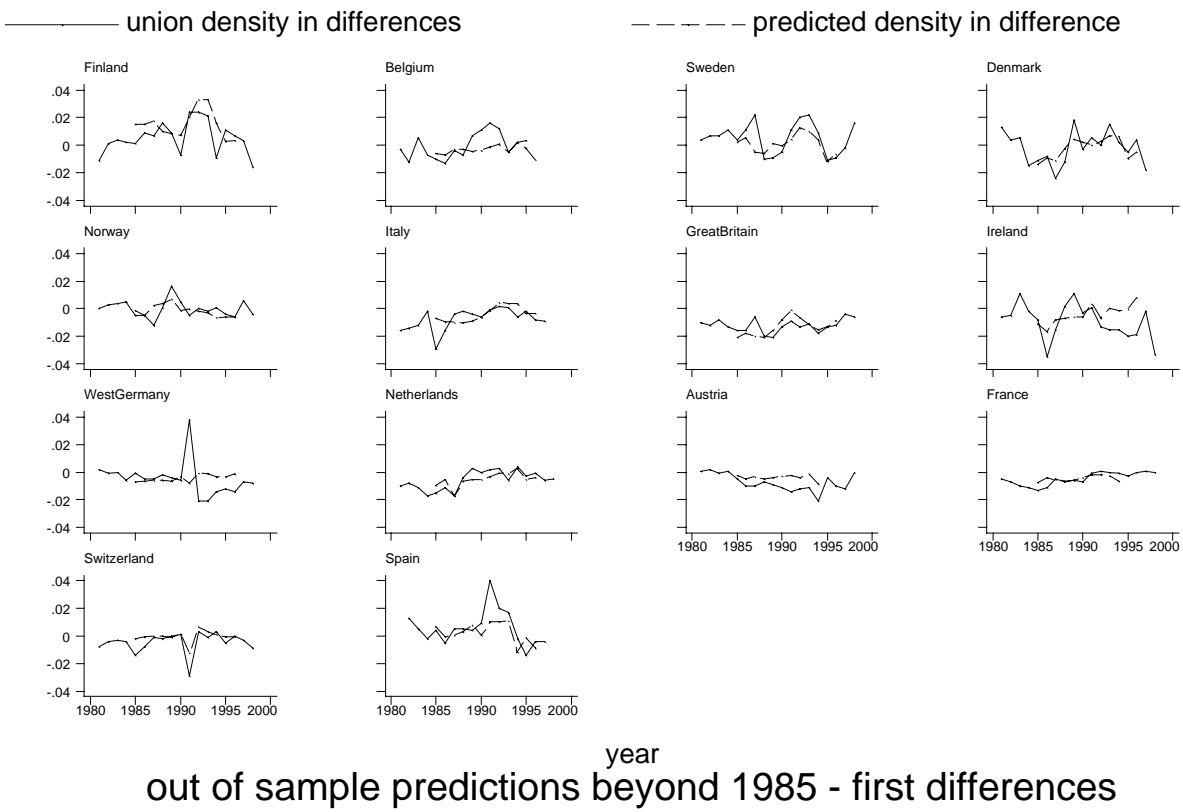 union density in differences predicted density in difference
Finland Belgium Sweden Denmark
.04
.02
0
-.02
-.04
Norway Italy GreatBritain Ireland
.04
.02
0
-.02
-.04
WestGermany Netherlands Austria France
.04
.02
0
-.02
-.04
1980 1985 1990 1995 2000 1980 1985 1990 1995 2000
Switzerland Spain
.04
.02
0
-.02
-.04
1980 1985 1990 1995 2000 1980 1985 1990 1995 2000
year
out of sample predictions beyond 1985 - first differences